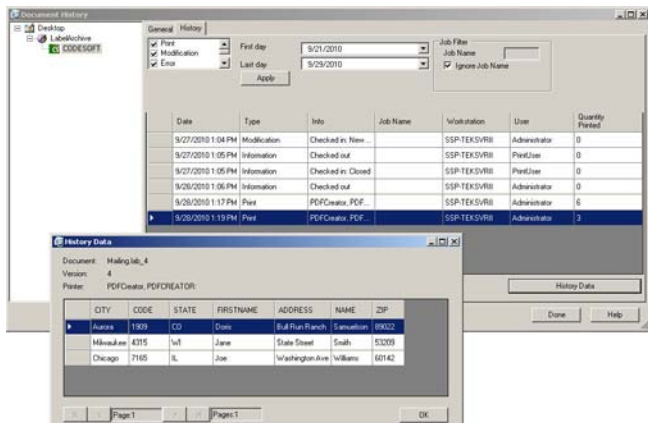 Document History
Desktop
LabelArchive
CODESOFT
General History
Print
Modification
Error
First day 9/21/2010
Last day 9/29/2010
Apply
Job Filter
Job Name
Ignore Job Name
Date Type Info Job Name Workstation User Quantity Printed
9/27/2010 1:04 PM Modification Checked in: New ... SSP-TEKSVRII Administrator 0
9/27/2010 1:05 PM Information Checked out SSP-TEKSVRII PrintUser 0
9/27/2010 1:05 PM Information Checked in: Closed SSP-TEKSVRII PrintUser 0
9/28/2010 1:06 PM Information Checked out SSP-TEKSVRII Administrator 0
9/28/2010 1:17 PM Print PDFCreator, PDF... SSP-TEKSVRII Administrator 6
9/28/2010 1:19 PM Print PDFCreator, PDF... SSP-TEKSVRII Administrator 3
History Data
Done Help
History Data
Document: Mailing.lab_4
Version: 4
Printer: PDFCreator, PDFCREATOR:
CITY CODE STATE FIRSTNAME ADDRESS NAME ZIP
Aurora 1909 CO Doris Bull Run Ranch Samuelson 89022
Milwaukee 4315 WI Jane State Street Smith 53209
Chicago 7165 IL Joe Washington Ave Williams 60142
Page:1 Pages:1 OK